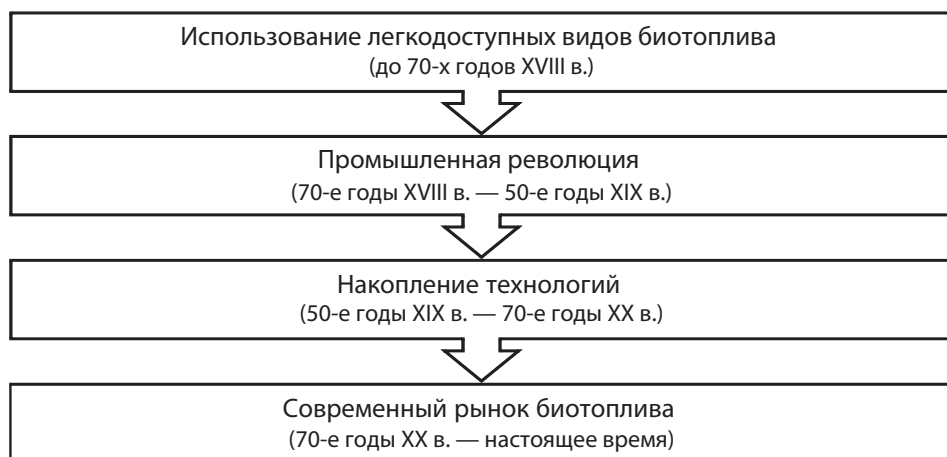 Использование легкодоступных видов биотоплива
(до 70-х годов XVIII в.)
Промышленная революция
(70-е годы XVIII в. — 50-е годы XIX в.)
Накопление технологий
(50-е годы XIX в. — 70-е годы XX в.)
Современный рынок биотоплива
(70-е годы XX в. — настоящее время)